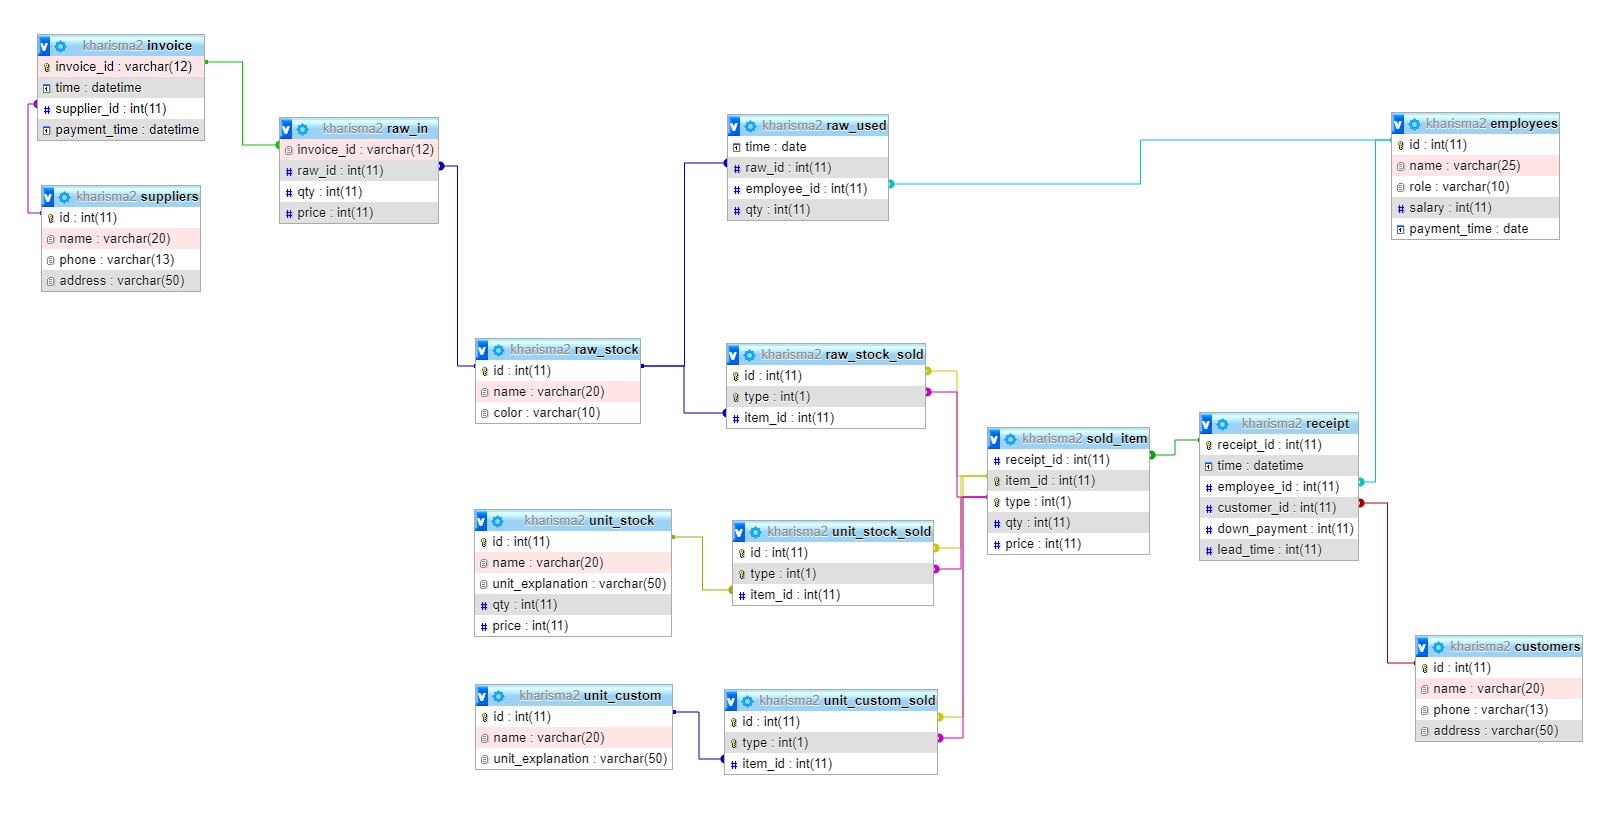 kharisma2 invoice
invoice_id : varchar(12)
time : datetime
supplier_id : int(11)
payment_time : datetime
kharisma2 suppliers
id : int(11)
name : varchar(20)
phone : varchar(13)
address : varchar(50)
kharisma2 raw_in
invoice_id : varchar(12)
raw_id : int(11)
qty : int(11)
price : int(11)
kharisma2 raw_stock
id : int(11)
name : varchar(20)
color : varchar(10)
kharisma2 unit_stock
id : int(11)
name : varchar(20)
unit_explanation : varchar(50)
qty : int(11)
price : int(11)
kharisma2 unit_custom
id : int(11)
name : varchar(20)
unit_explanation : varchar(50)
kharisma2 raw_used
time : date
raw_id : int(11)
employee_id : int(11)
qty : int(11)
kharisma2 raw_stock_sold
id : int(11)
type : int(1)
item_id : int(11)
kharisma2 unit_stock_sold
id : int(11)
type : int(1)
item_id : int(11)
kharisma2 unit_custom_sold
id : int(11)
type : int(1)
item_id : int(11)
kharisma2 sold_item
receipt_id : int(11)
item_id : int(11)
type : int(1)
qty : int(11)
price : int(11)
kharisma2 receipt
receipt_id : int(11)
time : datetime
employee_id : int(11)
customer_id : int(11)
down_payment : int(11)
lead_time : int(11)
kharisma2 employees
id : int(11)
name : varchar(25)
role : varchar(10)
salary : int(11)
payment_time : date
kharisma2 customers
id : int(11)
name : varchar(20)
phone : varchar(13)
address : varchar(50)